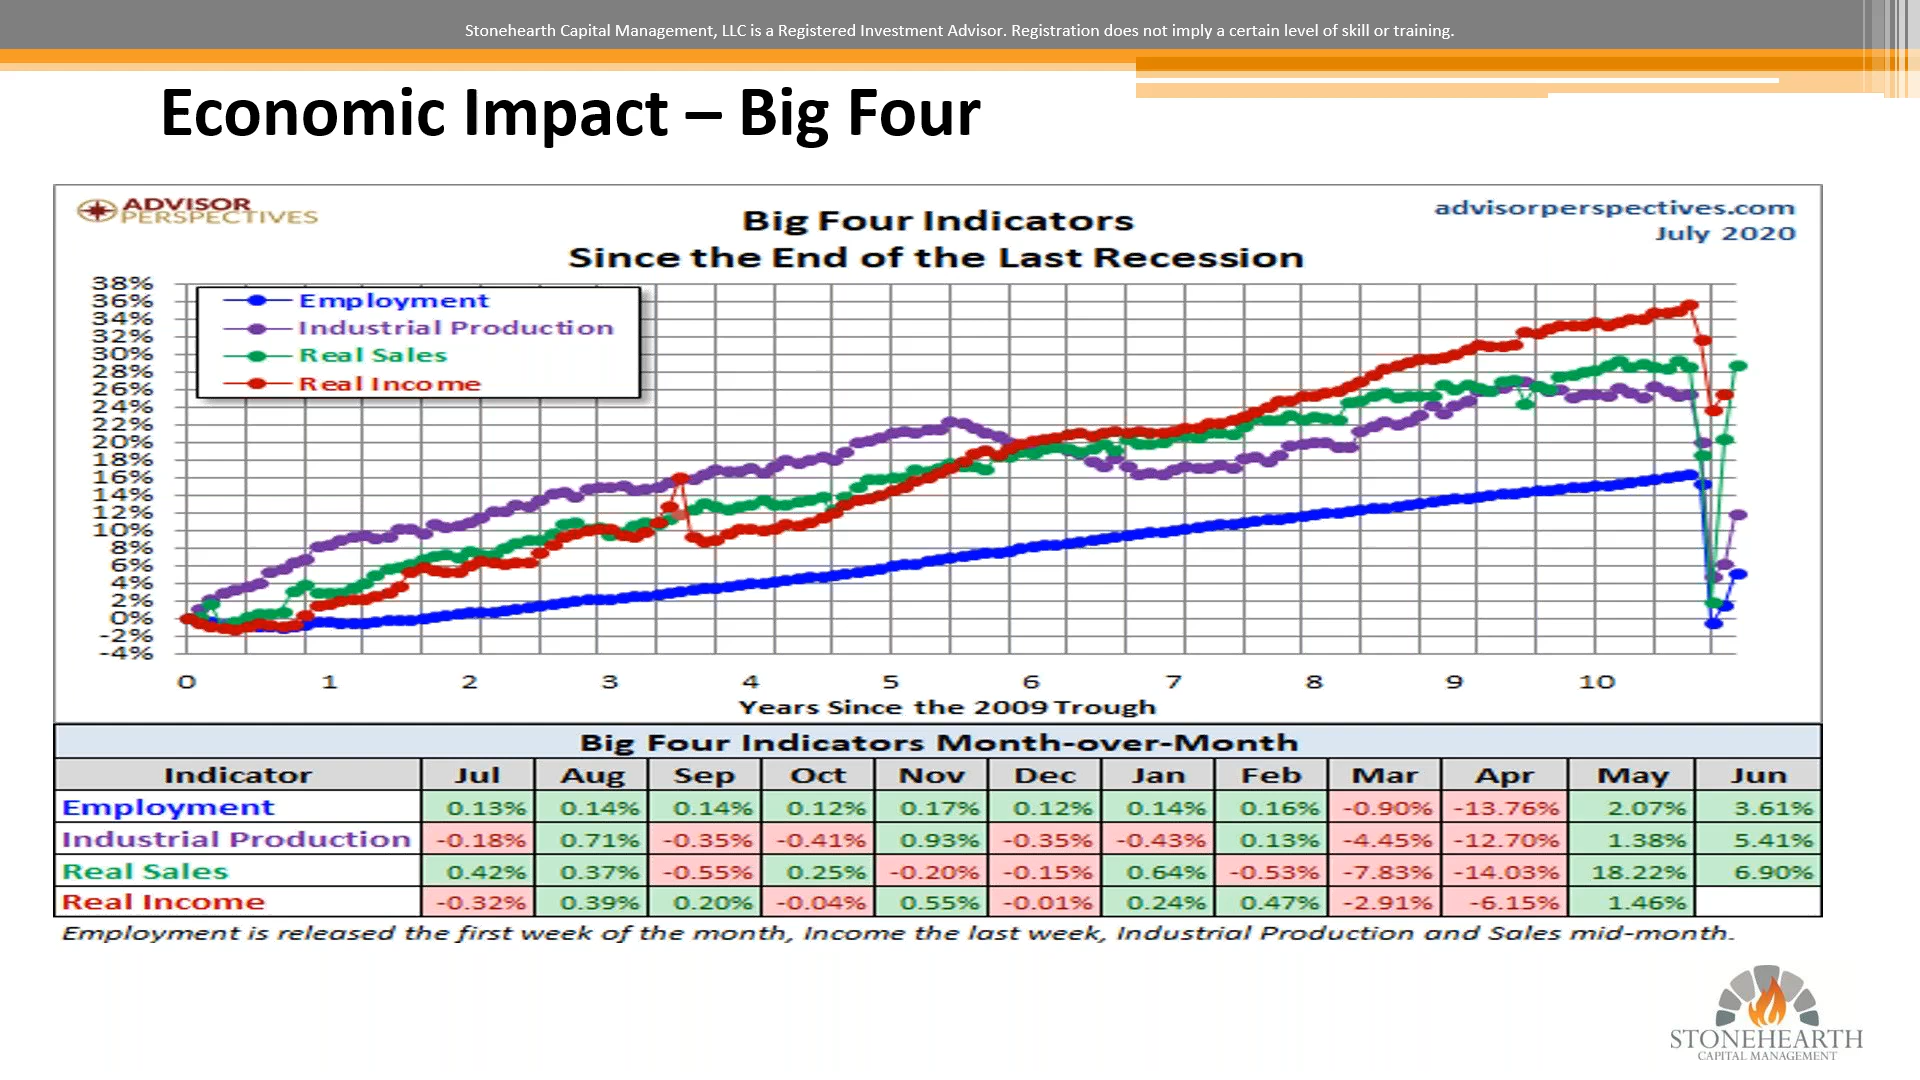 Stonehearth Capital Management, LLC is a Registered Investment Advisor. Registration does not imply a certain level of skill or training.
Economic Impact – Big Four
ADVISOR
PERSPECTIVES
advisorperspectives.com
July 2020
Big Four Indicators
Since the End of the Last Recession
Employment
Industrial Production
Real Sales
Real Income
38%
36%
34%
32%
30%
28%
26%
24%
22%
20%
18%
16%
14%
12%
10%
8%
6%
4%
2%
0%
-2%
-4%
0 1 2 3 4 5 6 7 8 9 10
Years Since the 2009 Trough
Big Four Indicators Month-over-Month
Indicator Jul Aug Sep Oct Nov Dec Jan Feb Mar Apr May Jun
Employment 0.13% 0.14% 0.14% 0.12% 0.17% 0.12% 0.14% 0.16% -0.90% -13.76% 2.07% 3.61%
Industrial Production -0.18% 0.71% -0.35% -0.41% 0.93% -0.35% -0.43% 0.13% -4.45% -12.70% 1.38% 5.41%
Real Sales 0.42% 0.37% -0.55% 0.25% -0.20% -0.15% 0.64% -0.53% -7.83% -14.03% 18.22% 6.90%
Real Income -0.32% 0.39% 0.20% -0.04% 0.55% -0.01% 0.24% 0.47% -2.91% -6.15% 1.46%
Employment is released the first week of the month, Income the last week, Industrial Production and Sales mid-month.
STONEHEARTH
CAPITAL MANAGEMENT